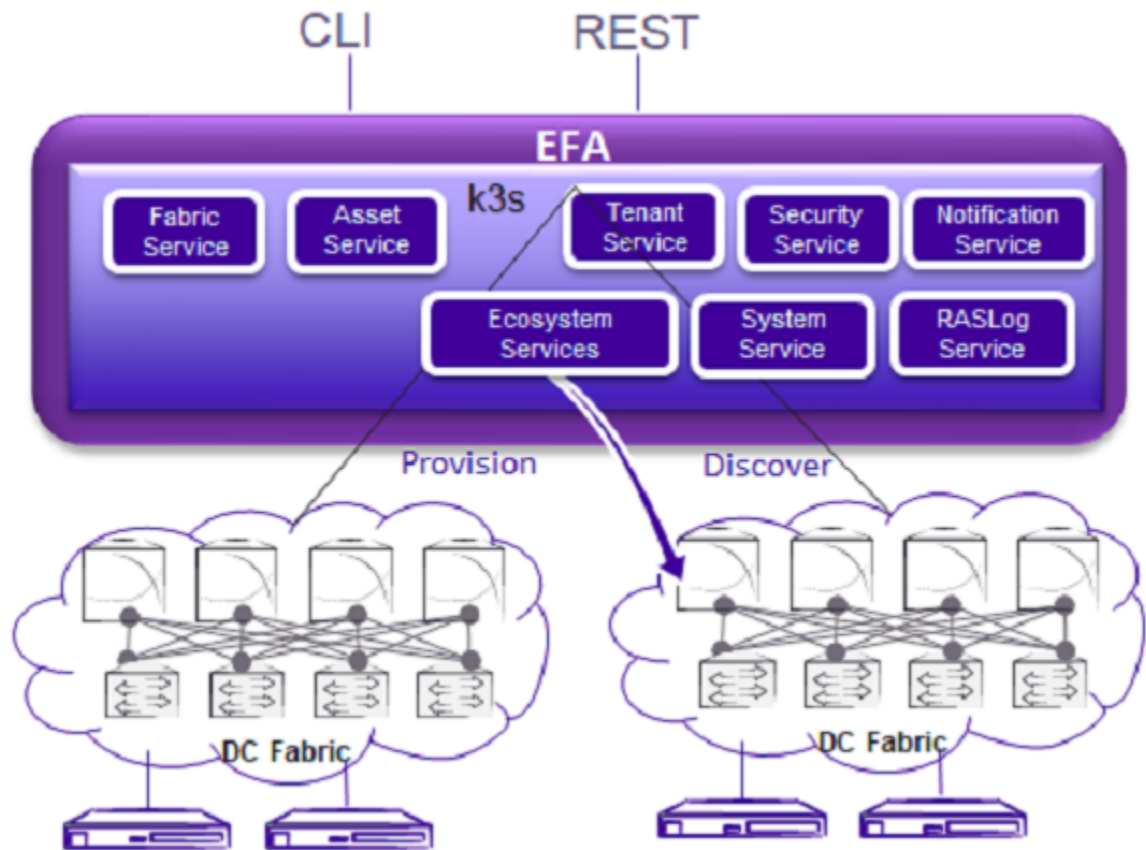 CLI
REST
EFA
k3s
Fabric
Service
Asset
Service
Tenant
Service
Security
Service
Notification
Service
Ecosystem
Services
System
Service
RASLog
Service
Provision
Discover
DC Fabric
DC Fabric